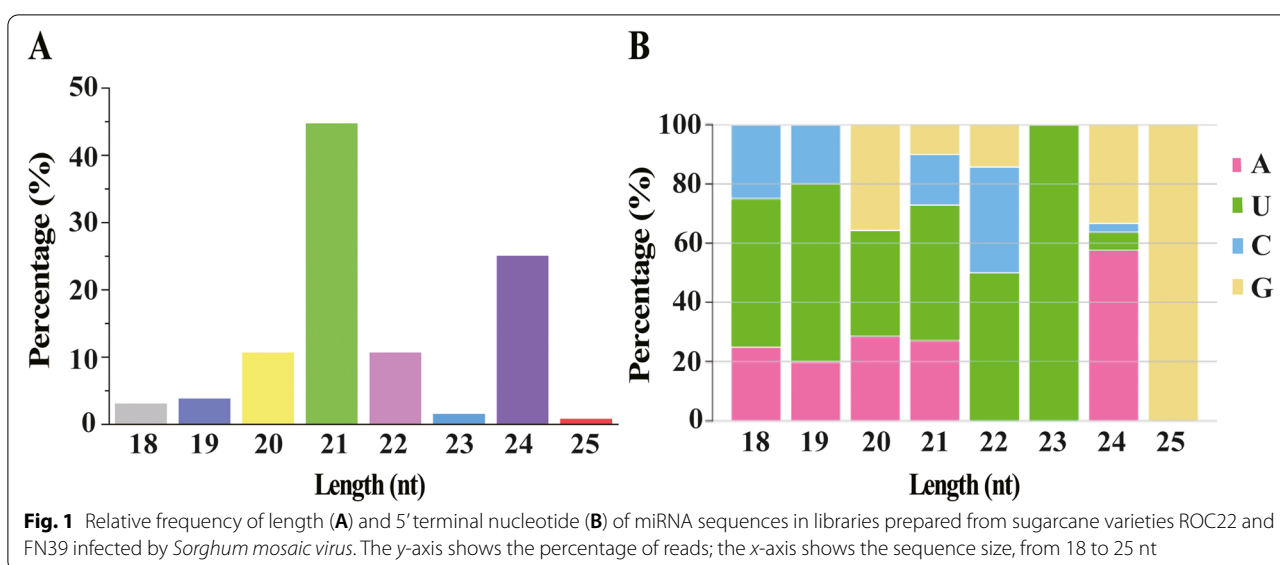 A
Percentage (%)
50
40
30
20
10
0
18 19 20 21 22 23 24 25
Length (nt)
B
Percentage (%)
100
80
60
40
20
0
18 19 20 21 22 23 24 25
Length (nt)
A
U
C
G
Fig. 1 Relative frequency of length (A) and 5′ terminal nucleotide (B) of miRNA sequences in libraries prepared from sugarcane varieties ROC22 and
FN39 infected by Sorghum mosaic virus. The y-axis shows the percentage of reads; the x-axis shows the sequence size, from 18 to 25 nt